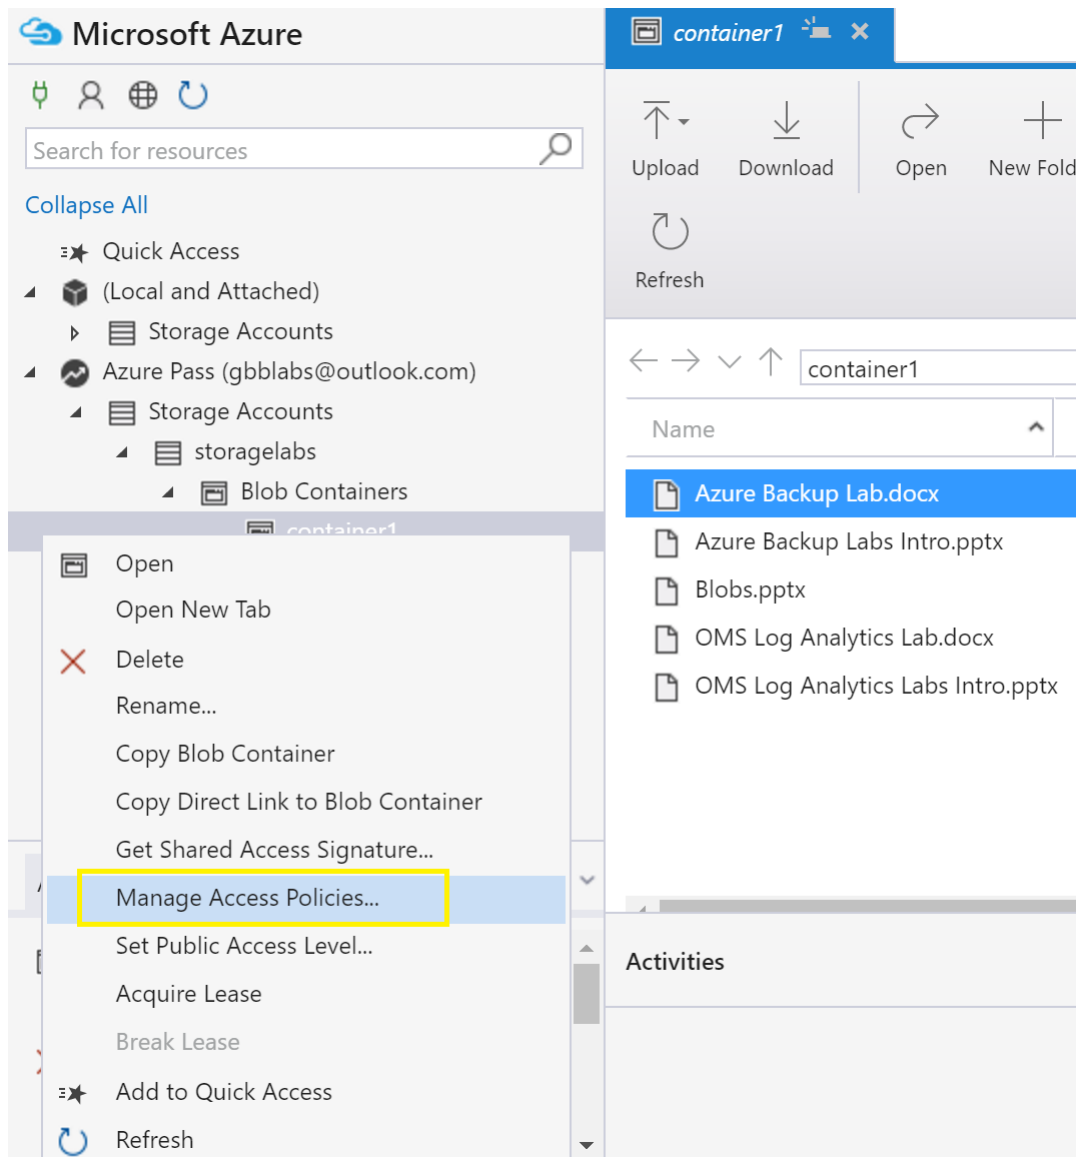 Microsoft Azure
Search for resources
Collapse All
Quick Access
(Local and Attached)
Storage Accounts
Azure Pass (gbblabs@outlook.com)
Storage Accounts
storagelabs
Blob Containers
container1
Open
Open New Tab
Delete
Rename...
Copy Blob Container
Copy Direct Link to Blob Container
Get Shared Access Signature...
Manage Access Policies...
Set Public Access Level...
Acquire Lease
Break Lease
Add to Quick Access
Refresh
container1
Upload
Download
Open
New Fold
Refresh
container1
Name
Azure Backup Lab.docx
Azure Backup Labs Intro.pptx
Blobs.pptx
OMS Log Analytics Lab.docx
OMS Log Analytics Labs Intro.pptx
Activities